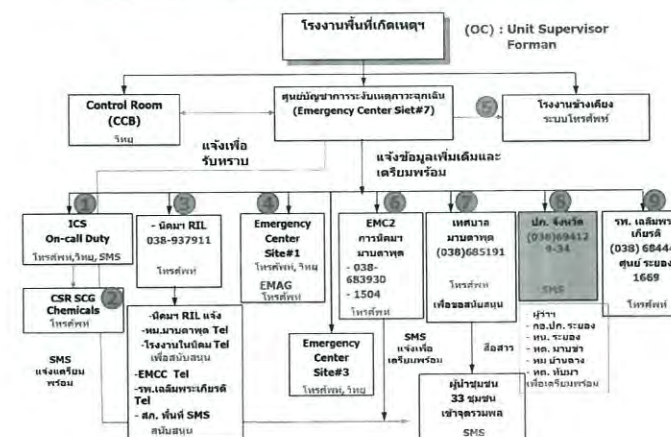 โรงงานพื้นที่เกิดเหตุฯ
(OC) : Unit Supervisor
Forman
Control Room
(CCB)
วิทยุ
ศูนย์บัญชาการระงับเหตุภาวะฉุกเฉิน
(Emergency Center Siet#7)
5
โรงงานข้างเคียง
ระบบโทรศัพท์
แจ้งเพื่อ
รับทราบ
แจ้งข้อมูลเพิ่มเติมและ
เตรียมพร้อม
1
3
4
6
7
8
9
ICS
On-call Duty
โทรศัพท์,วิทยุ, SMS
- นิคมฯ RIL
038-937911
โทรศัพท์
Emergency
Center
Site#1
โทรศัพท์, วิทยุ
EMAG
โทรศัพท์
EMC2
การนิคมฯ
มาบตาพุด
- 038-
683930
- 1504
เทศบาล
มาบตาพุด
(038)685191
โทรศัพท์
เพื่อขอสนับสนุน
ปภ. จังหวัด
(038)69412
9-34
SMS
รพ. เฉลิมพระ
เกียรติ
(038) 68444
ศูนย์ ระยอง
1669
โทรศัพท์
CSR SCG
Chemicals
โทรศัพท์
2
SMS
แจ้งเตรียม
พร้อม
-นิคมฯ RIL แจ้ง
- ทม.มาบตาพุด Tel
-โรงงานในนิคม Tel
เพื่อสนับสนุน
-EMCC Tel
-รพ.เฉลิมพระเกียรติ
Tel
- สภ. พื้นที่ SMS
สนับสนุน
Emergency
Center
Site#3
โทรศัพท์, วิทยุ
SMS
แจ้งเพื่อ
เตรียมพร้อม
สื่อสาร
ผู้นำชุมชน
33 ชุมชน
เข้าจุดรวมพล
SMS
ผู้ว่าฯ
- กอ.ปภ. ระยอง
- ทน. ระยอง
- ทต. มาบข่า
- ทม บ้านฉาง
- ทต. ทับมา
เพื่อเตรียมพร้อม